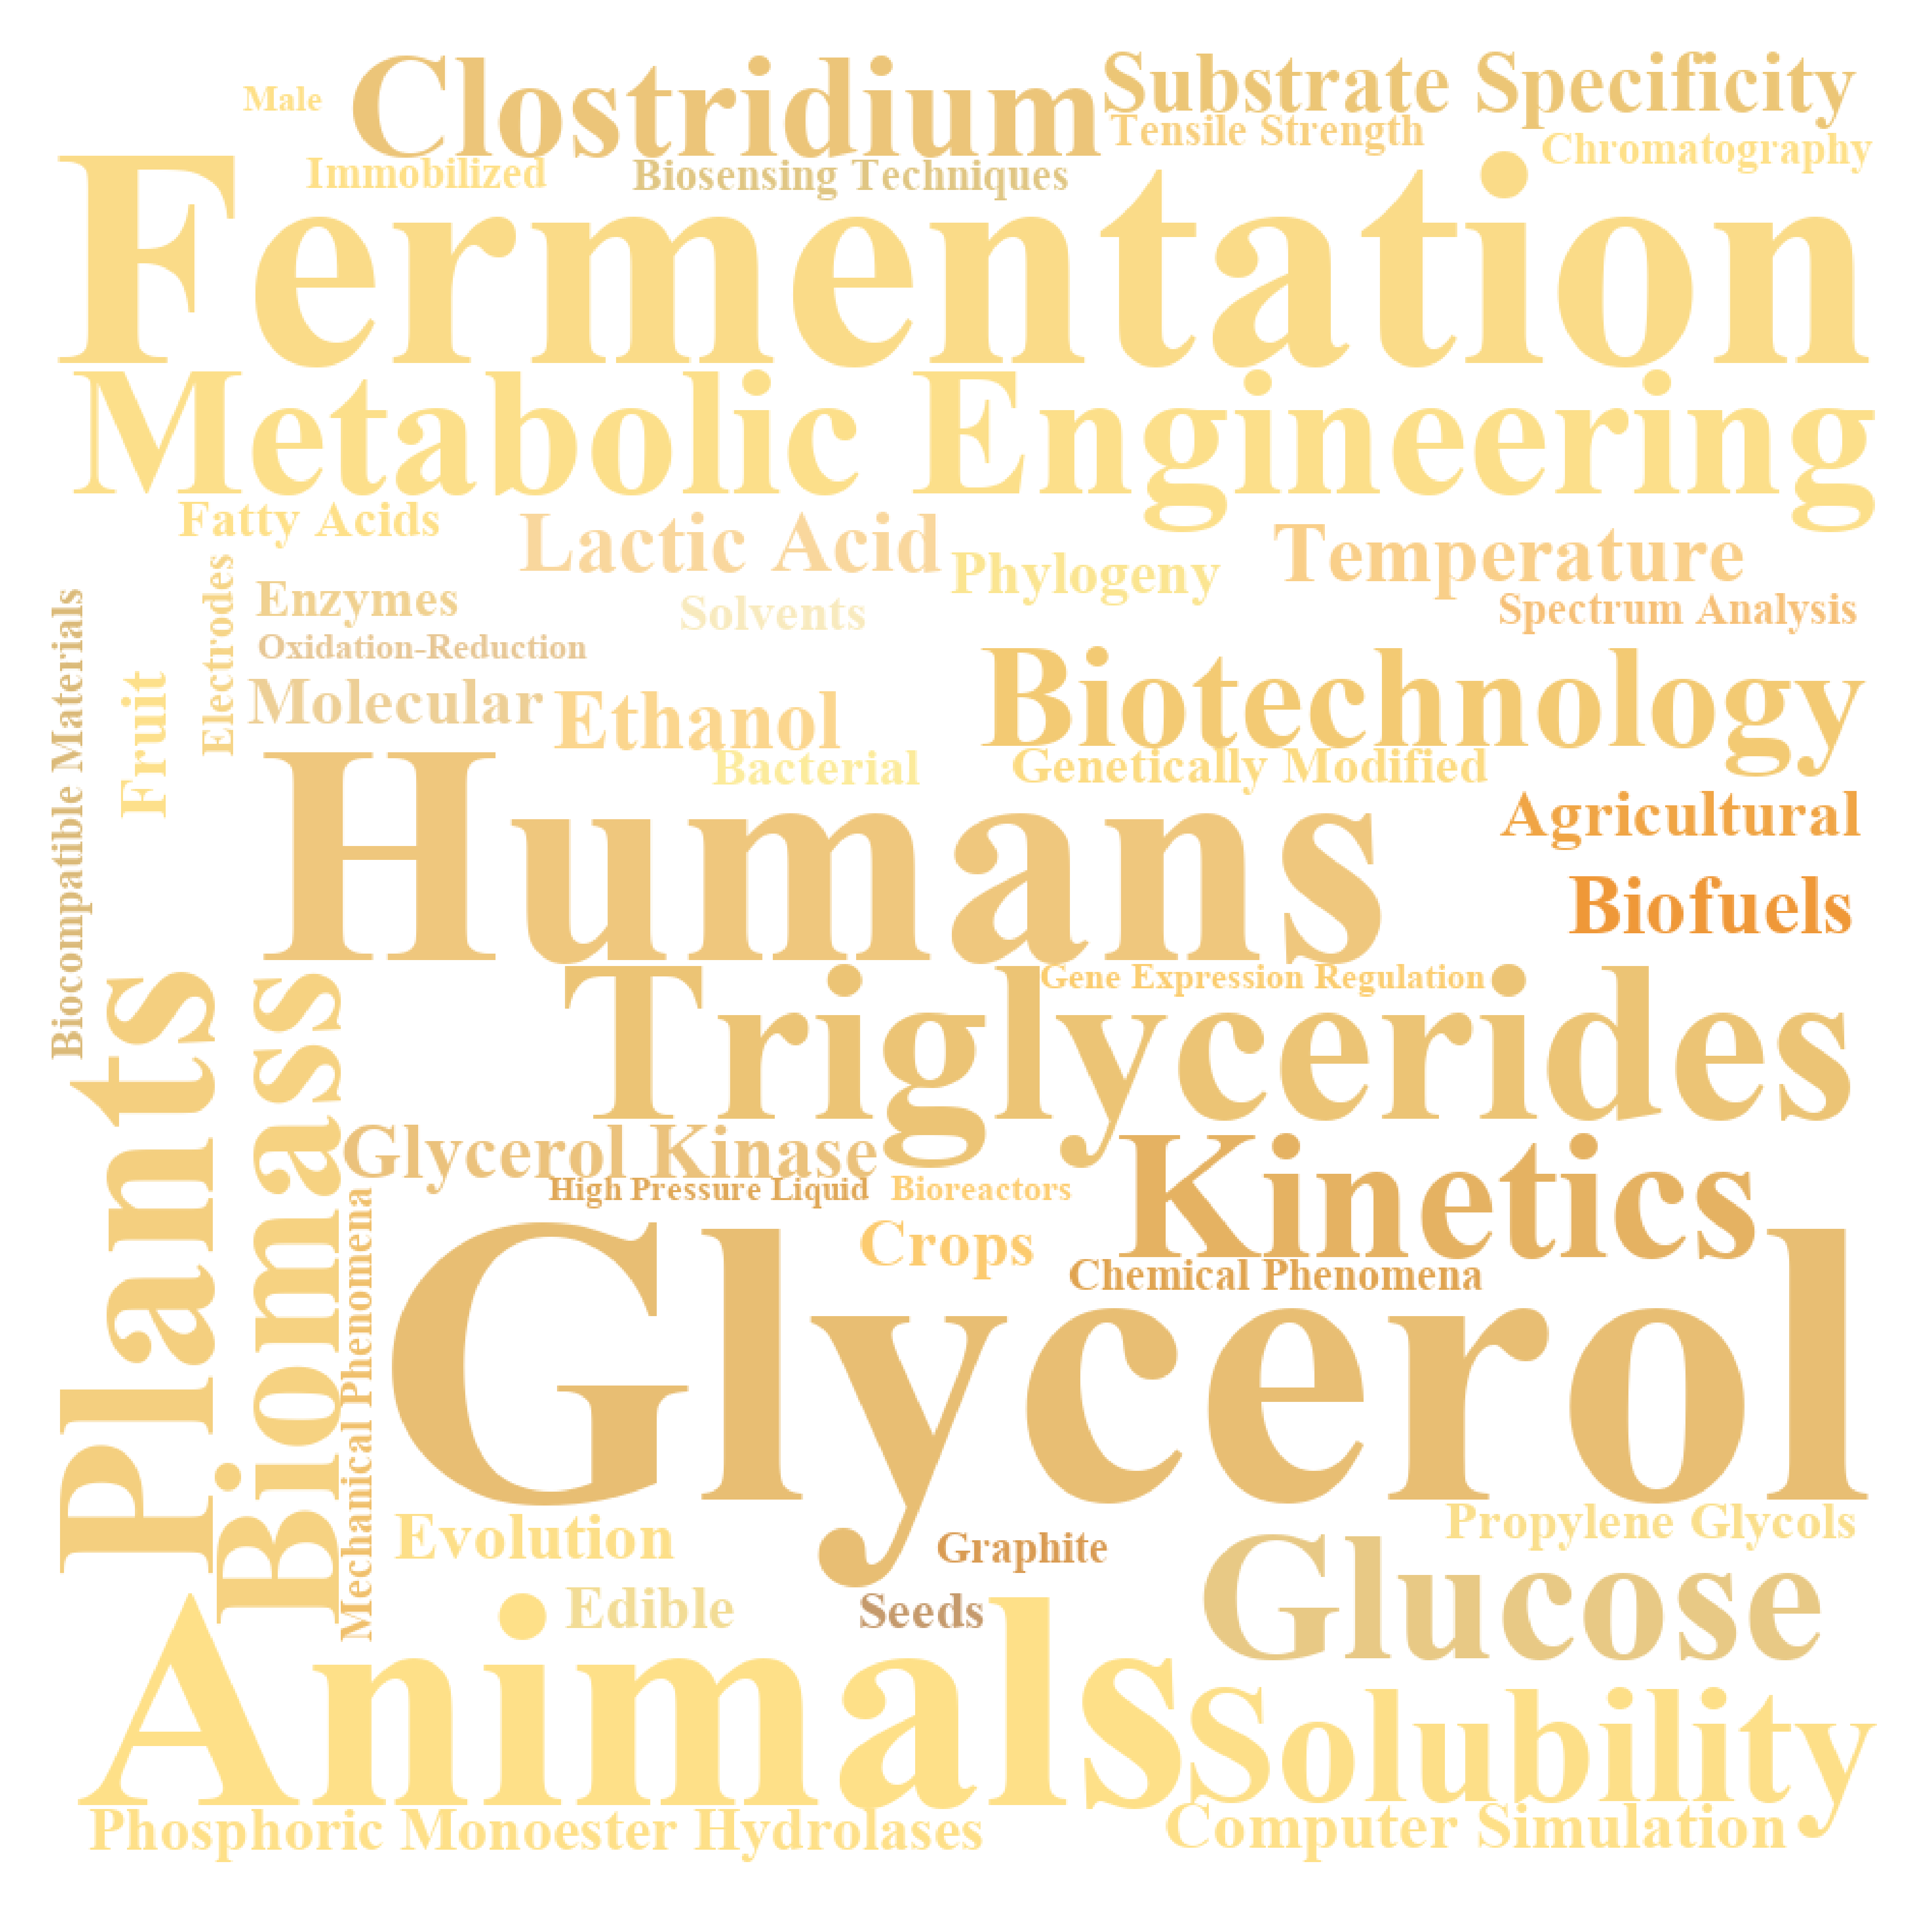 Male
Clostridium
Substrate Specificity
Tensile Strength
Chromatography
Immobilized
Biosensing Techniques
Fermentation
Metabolic Engineering
Fatty Acids
Lactic Acid
Phylogeny
Temperature
Electrodes
Enzymes
Solvents
Spectrum Analysis
Oxidation-Reduction
Biocompatible Materials
Fruit
Molecular
Ethanol
Biotechnology
Bacterial
Genetically Modified
Humans
Agricultural
Biofuels
Plants
Biomass
Triglycerides
Gene Expression Regulation
Glycerol Kinase
Kinetics
High Pressure Liquid
Bioreactors
Mechanical Phenomena
Crops
Chemical Phenomena
Glycerol
Evolution
Graphite
Propylene Glycols
Edible
Seeds
Glucose
Animals
Solubility
Phosphoric Monoester Hydrolases
Computer Simulation